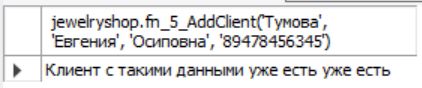 jewelryshop.fn_5_AddClient('Тумова',
'Евгения', 'Осиповна', '89478456345')
Клиент с такими данными уже есть уже есть